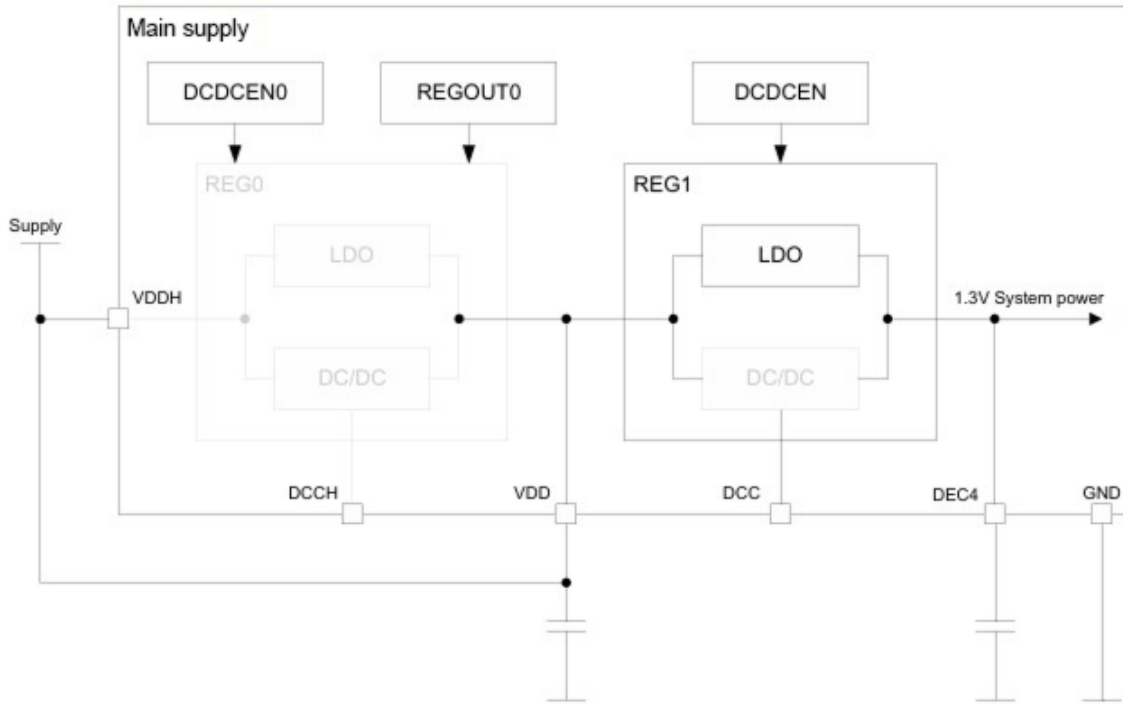 Main supply
DCDCEN0
REGOUT0
DCDCEN
REG0
REG1
Supply
LDO
LDO
VDDH
1.3V System power
DC/DC
DC/DC
DCCH
VDD
DCC
DEC4
GND